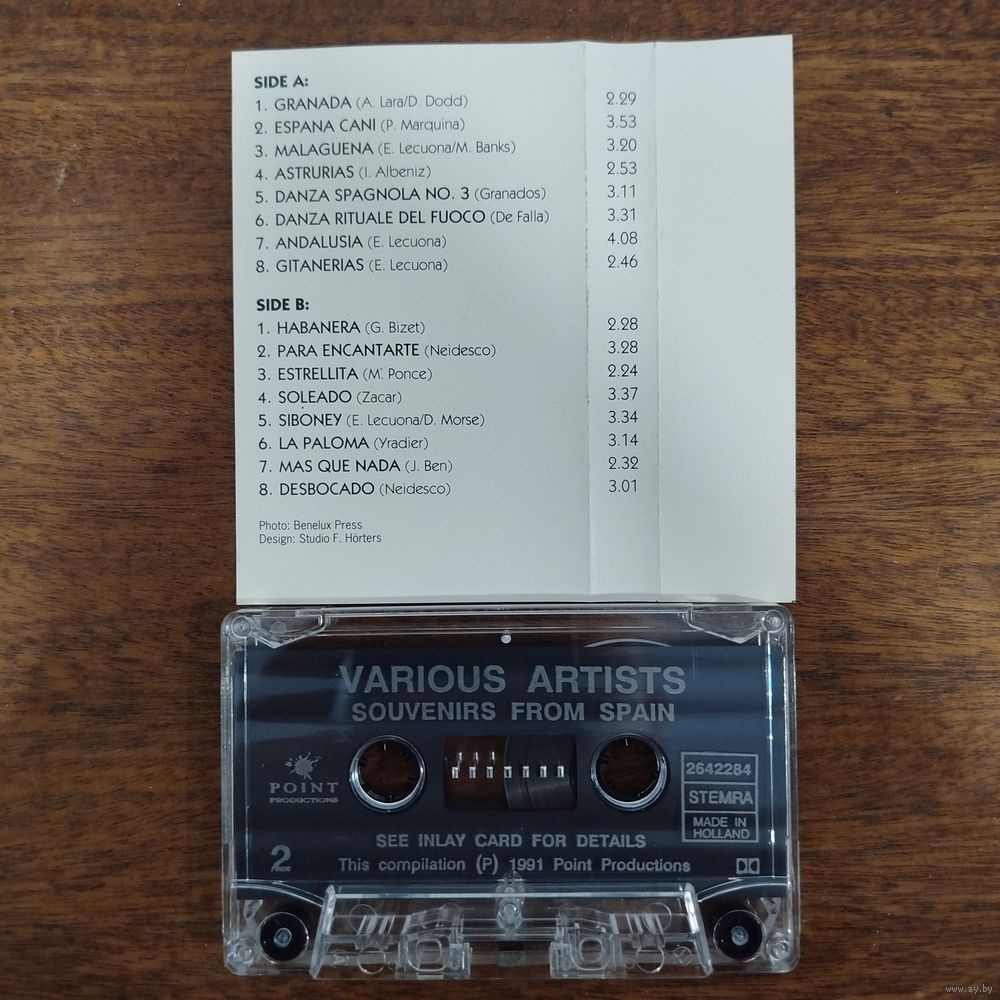 SIDE A:
1. GRANADA (A. Lara/D. Dodd) 2.29
2. ESPANA CANI (P. Marquina) 3.53
3. MALAGUENA (E. Lecuona/M. Banks) 3.20
4. ASTRURIAS (I. Albeniz) 2.53
5. DANZA SPAGNOLA NO. 3 (Granados) 3.11
6. DANZA RITUALE DEL FUOCO (De Falla) 3.31
7. ANDALUSIA (E. Lecuona) 4.08
8. GITANERIAS (E. Lecuona) 2.46
SIDE B:
1. HABANERA (G. Bizet) 2.28
2. PARA ENCANTARTE (Neidesco) 3.28
3. ESTRELLITA (M. Ponce) 2.24
4. SOLEADO (Zacar) 3.37
5. SIBONEY (E. Lecuona/D. Morse) 3.34
6. LA PALOMA (Yradier) 3.14
7. MAS QUE NADA (J. Ben) 2.32
8. DESBOCADO (Neidesco) 3.01
Photo: Benelux Press
Design: Studio F. Hörters
VARIOUS ARTISTS
SOUVENIRS FROM SPAIN
POINT
PRODUCTIONS
2642284
STEMRA
MADE IN
HOLLAND
SEE INLAY CARD FOR DETAILS
2
This compilation (P) 1991 Point Productions
www.ay.by